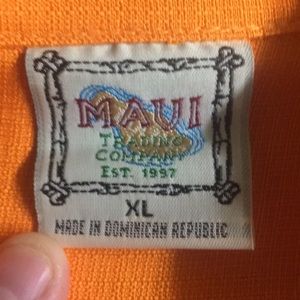 MAUI
TRADING
COMPANY
EST. 1997
XL
MADE IN DOMINICAN REPUBLIC